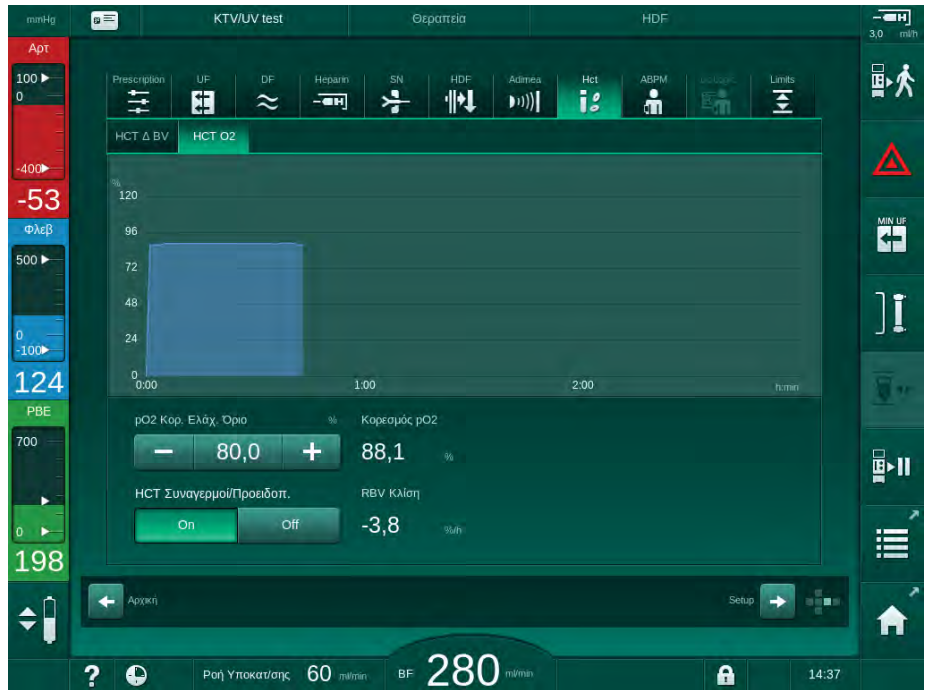 mmHg
KTV/UV test
Θεραπεία
HDF
3,0 ml/h
Αρτ
100
0
-400
-53
Φλεβ
500
0
-100
124
PBE
700
0
198
Prescription
UF
DF
Heparin
SN
HDF
Adimea
Hct
ABPM
Limits
HCT Δ BV
HCT O2
%
120
96
72
48
24
0
0:00
1:00
2:00
h:min
pO2 Κορ. Ελάχ. Όριο %
80,0
Κορεσμός pO2
88,1 %
HCT Συναγερμοί/Προειδοπ.
On
Off
RBV Κλίση
-3,8 %/h
MIN UF
Αρχική
Setup
?
Ροή Υποκατ/σης 60 ml/min
BF 280 ml/min
14:37